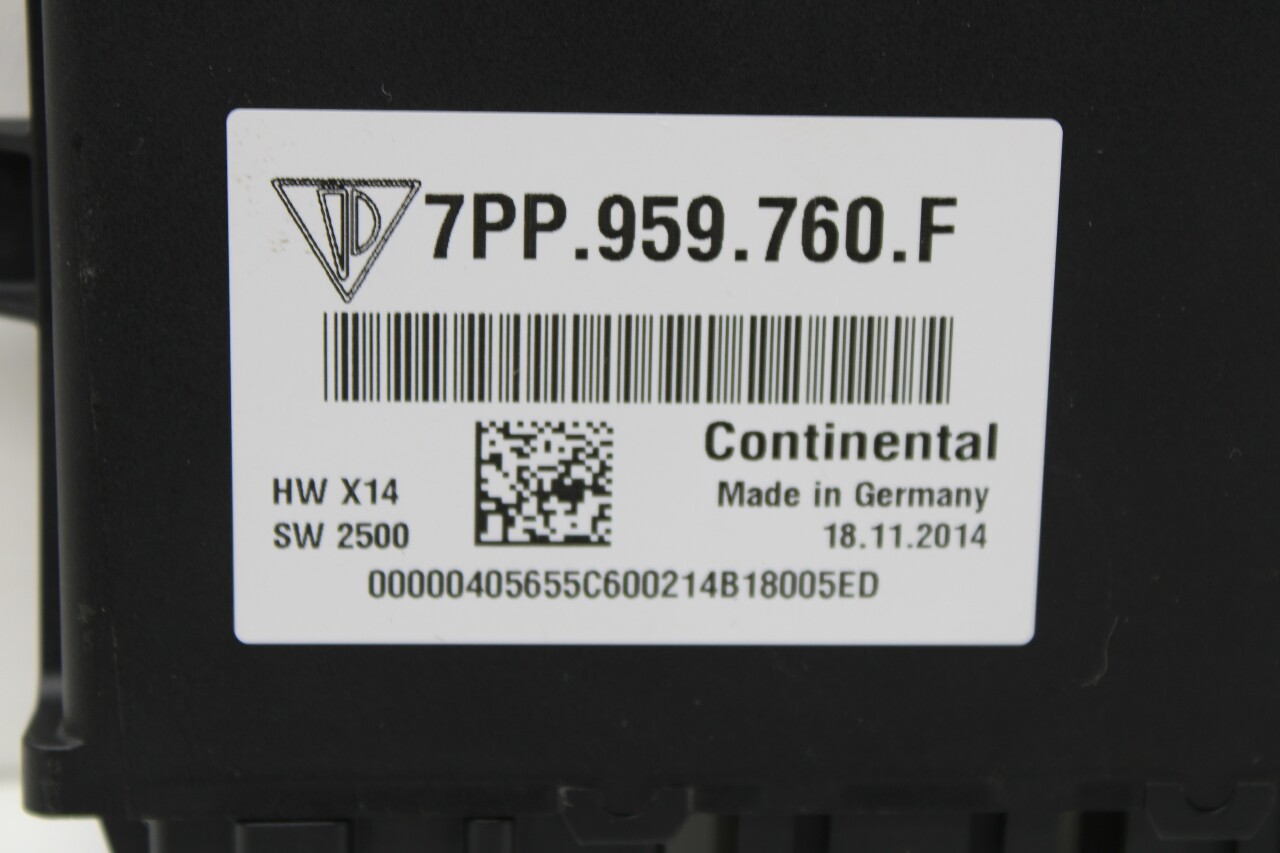 7PP.959.760.F
Continental
HW X14
Made in Germany
SW 2500
18.11.2014
00000405655C600214B18005ED